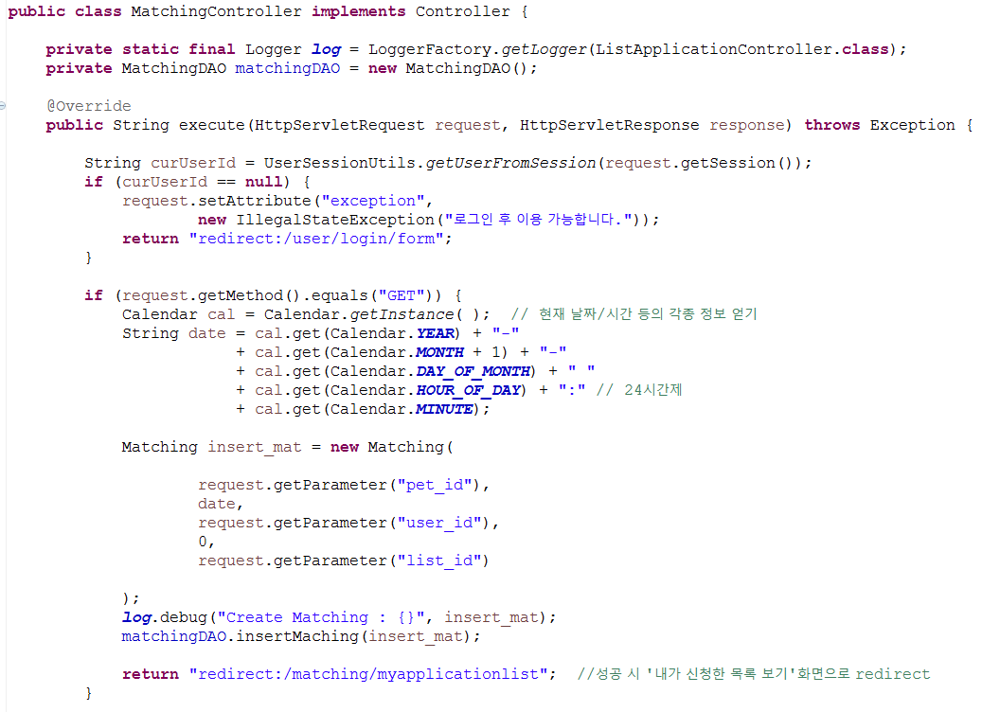 public class MatchingController implements Controller {
private static final Logger log = LoggerFactory.getLogger(ListApplicationController.class);
private MatchingDAO matchingDAO = new MatchingDAO();
@Override
public String execute(HttpServletRequest request, HttpServletResponse response) throws Exception {
String curUserId = UserSessionUtils.getUserFromSession(request.getSession());
if (curUserId == null) {
request.setAttribute("exception",
new IllegalStateException("로그인 후 이용 가능합니다."));
return "redirect:/user/login/form";
}
if (request.getMethod().equals("GET")) {
Calendar cal = Calendar.getInstance( );  // 현재 날짜/시간 등의 각종 정보 얻기
String date = cal.get(Calendar.YEAR) + "-"
+ cal.get(Calendar.MONTH + 1) + "-"
+ cal.get(Calendar.DAY_OF_MONTH) + " "
+ cal.get(Calendar.HOUR_OF_DAY) + ":" // 24시간제
+ cal.get(Calendar.MINUTE);
Matching insert_mat = new Matching(
request.getParameter("pet_id"),
date,
request.getParameter("user_id"),
0,
request.getParameter("list_id")
);
log.debug("Create Matching : {}", insert_mat);
matchingDAO.insertMaching(insert_mat);
return "redirect:/matching/myapplicationlist";  //성공 시 '내가 신청한 목록 보기'화면으로 redirect
}